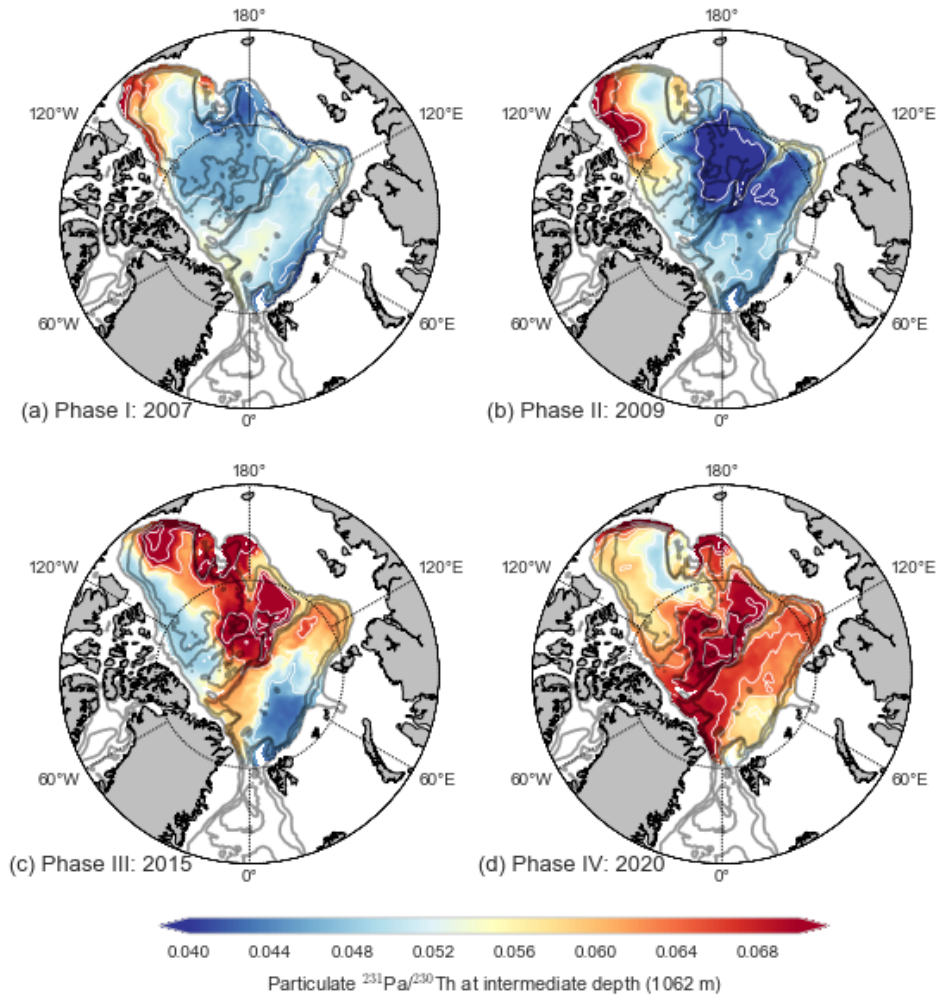 180°
180°
120°W
120°E
120°W
120°E
60°W
60°E
60°W
60°E
(a) Phase I: 2007
0°
(b) Phase II: 2009
0°
180°
180°
120°W
120°E
120°W
120°E
60°W
60°E
60°W
60°E
(c) Phase III: 2015
0°
(d) Phase IV: 2020
0°
0.040 0.044 0.048 0.052 0.056 0.060 0.064 0.068
Particulate ²³¹Pa/²³⁰Th at intermediate depth (1062 m)